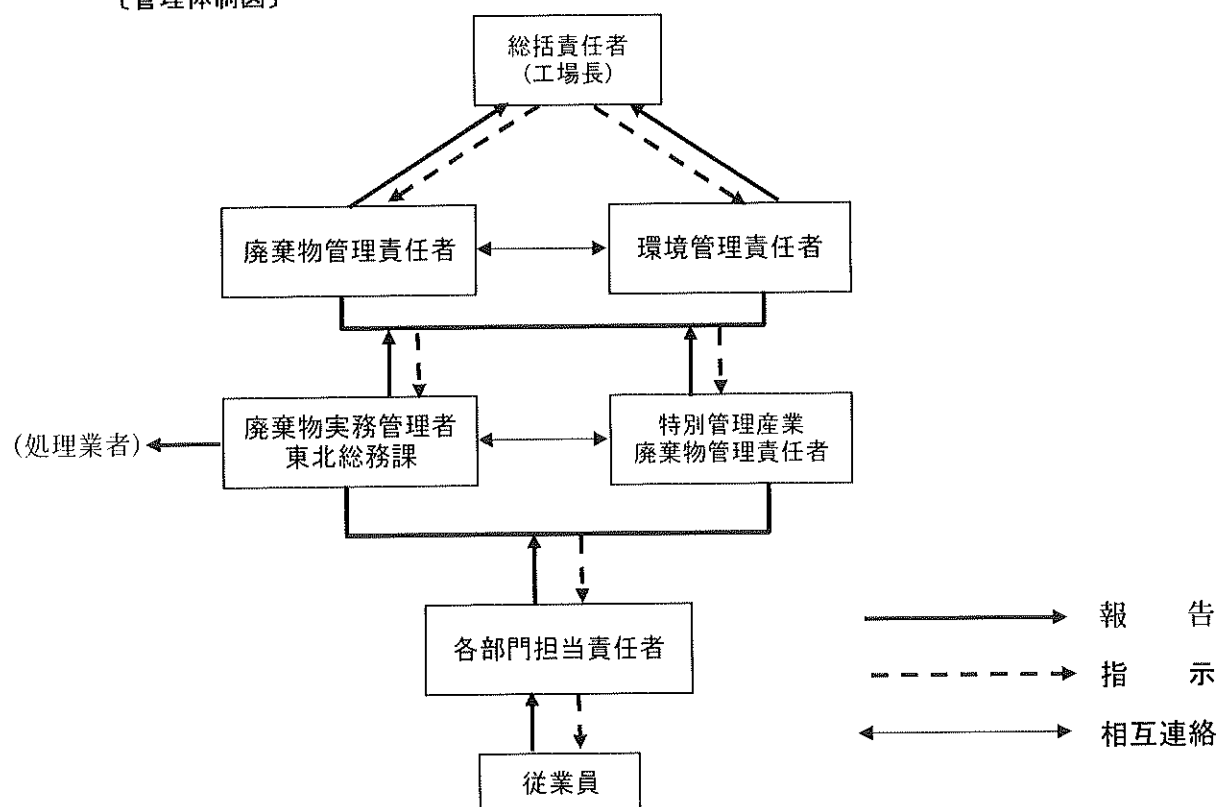 〔管理体制図〕
総括責任者
(工場長)
廃棄物管理責任者
環境管理責任者
(処理業者)
廃棄物実務管理者
東北総務課
特別管理産業
廃棄物管理責任者
各部門担当責任者
従業員
報　告
指　示
相互連絡